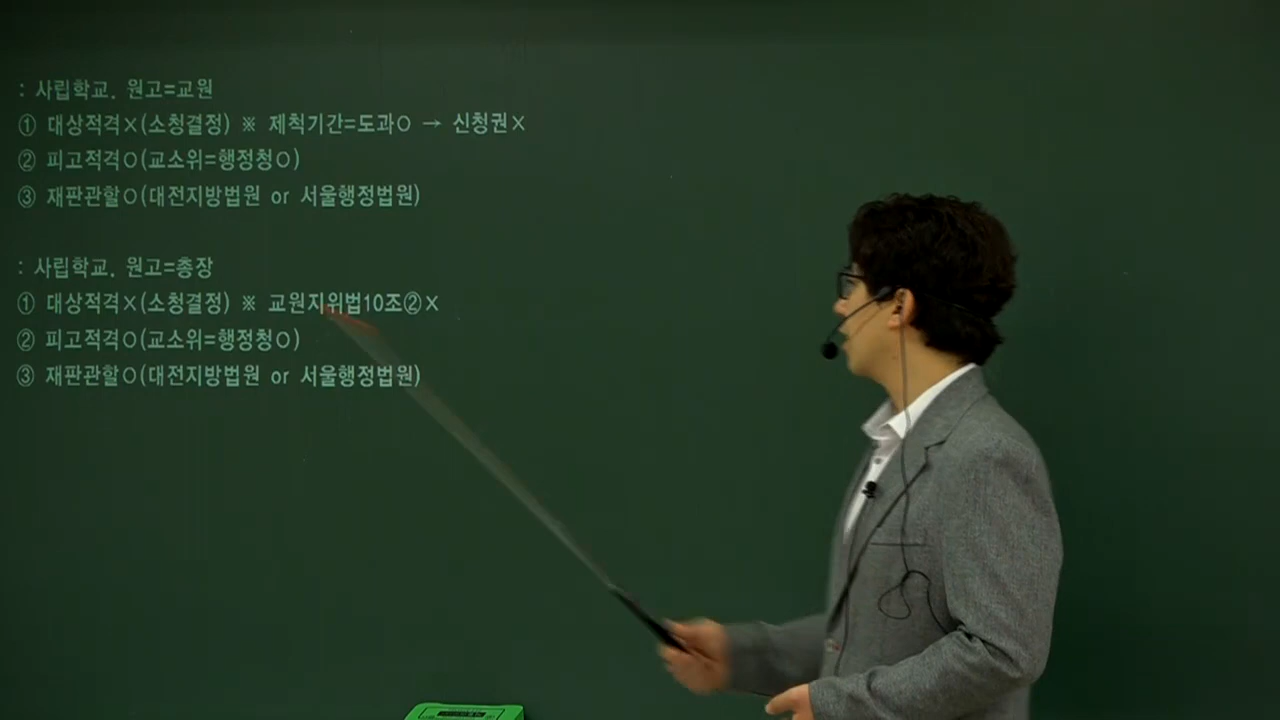 : 사립학교. 원고=교원
① 대상적격×(소청결정) ※ 제척기간=도과○ → 신청권×
② 피고적격○(교소위=행정청○)
③ 재판관할○(대전지방법원 or 서울행정법원)
: 사립학교. 원고=총장
① 대상적격×(소청결정) ※ 교원지위법10조②×
② 피고적격○(교소위=행정청○)
③ 재판관할○(대전지방법원 or 서울행정법원)